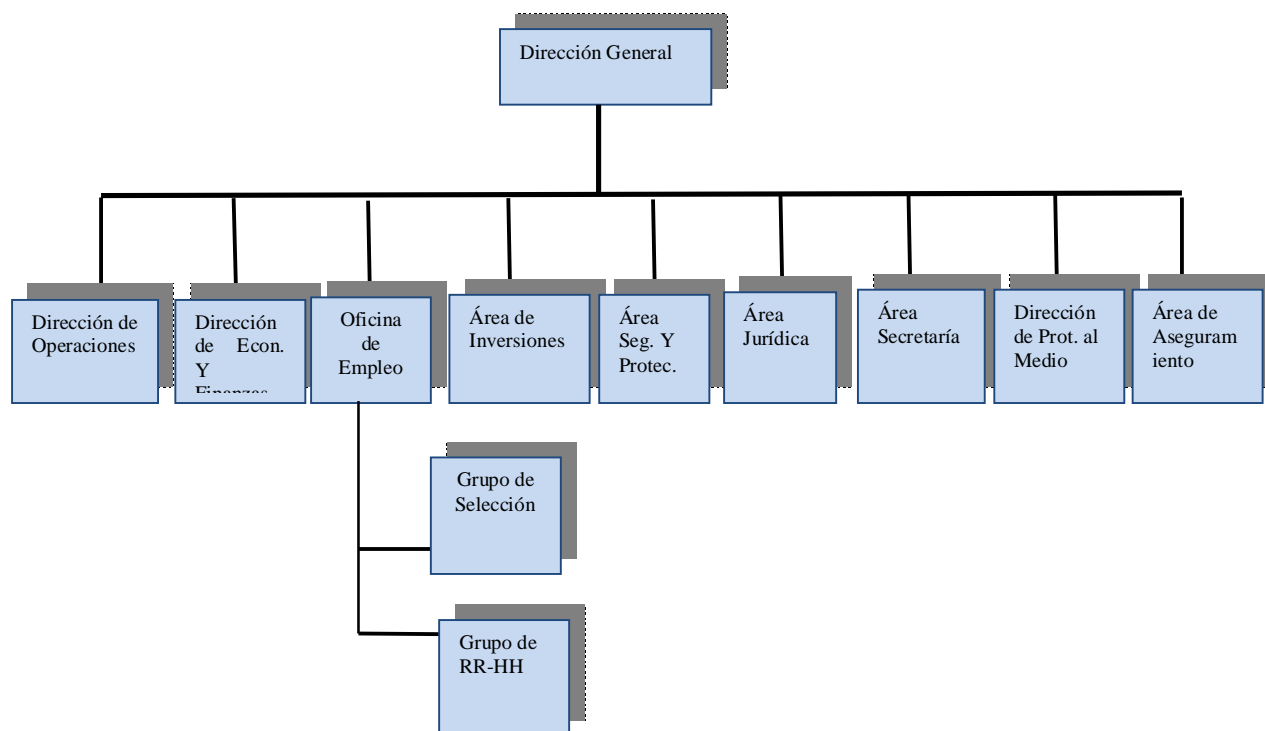 Dirección General
Dirección de
Operaciones
Dirección
de Econ.
Y
Finanzas
Oficina
de
Empleo
Área de
Inversiones
Área
Seg. Y
Protec.
Área
Jurídica
Área
Secretaría
Dirección
de Prot. al
Medio
Área de
Aseguram
iento
Grupo de
Selección
Grupo de
RR-HH